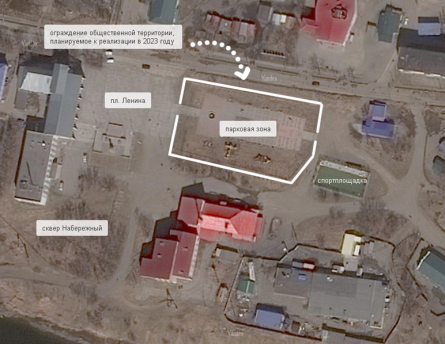 ограждение общественной территории,
планируемое к реализации в 2023 году
пл. Ленина
парковая зона
спортплощадка
сквер Набережный